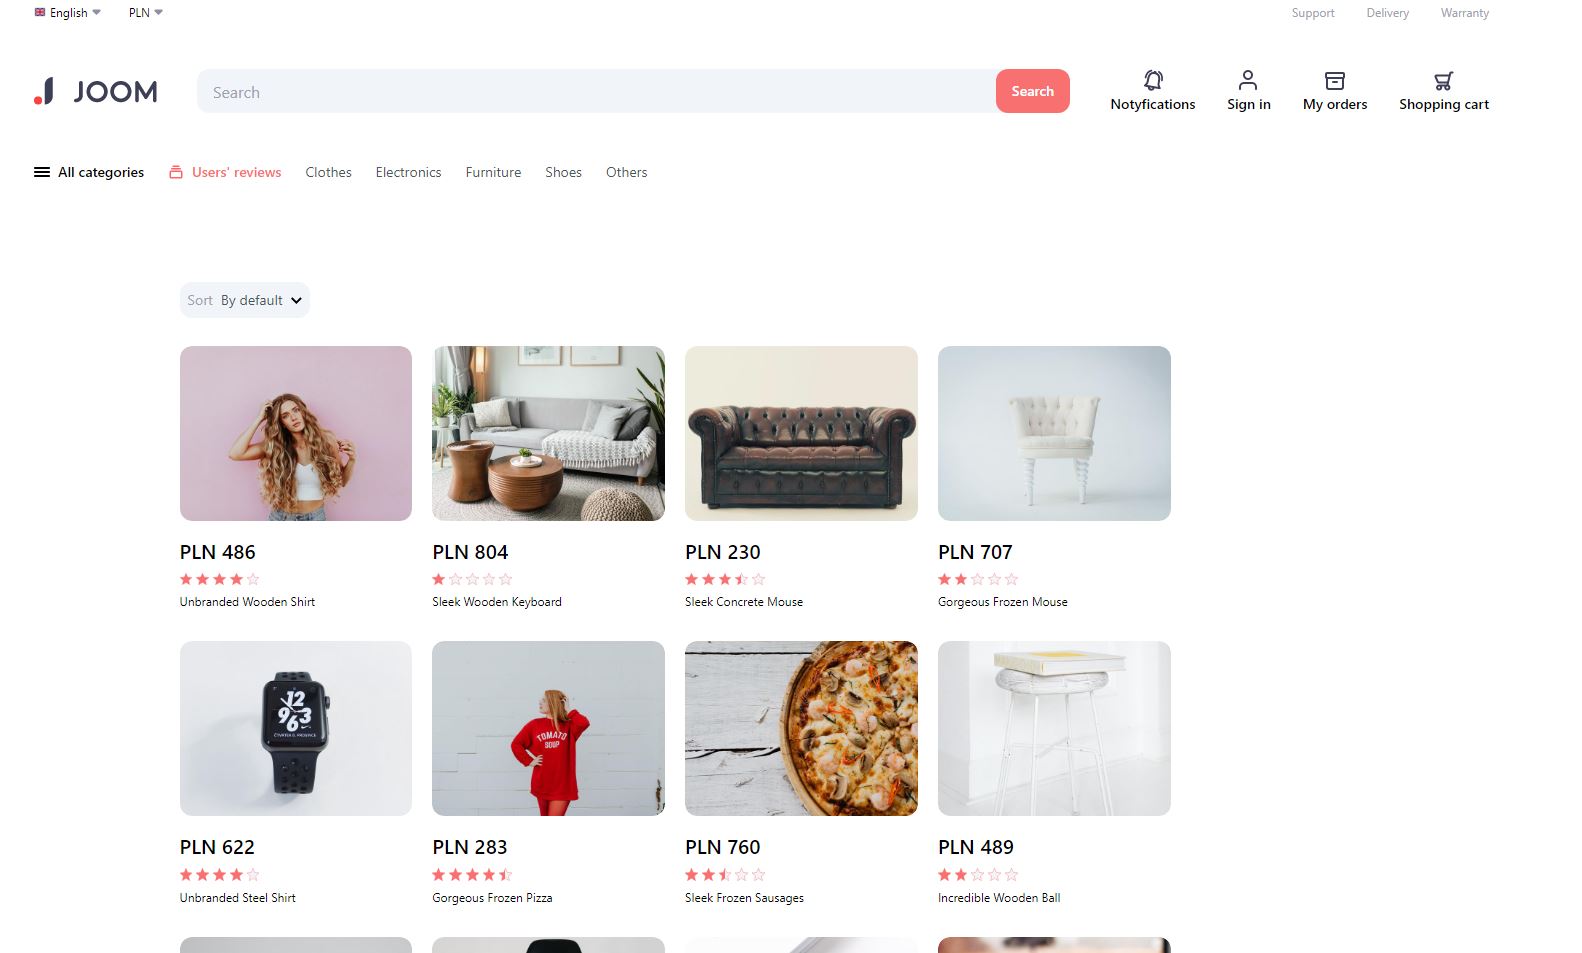 English PLN Support Delivery Warranty
JOOM Search Search Notyfications Sign in My orders Shopping cart
All categories Users' reviews Clothes Electronics Furniture Shoes Others
Sort By default
PLN 486 PLN 804 PLN 230 PLN 707
Unbranded Wooden Shirt Sleek Wooden Keyboard Sleek Concrete Mouse Gorgeous Frozen Mouse
12
9 3
6
TOMATO
SOUP
PLN 622 PLN 283 PLN 760 PLN 489
Unbranded Steel Shirt Gorgeous Frozen Pizza Sleek Frozen Sausages Incredible Wooden Ball